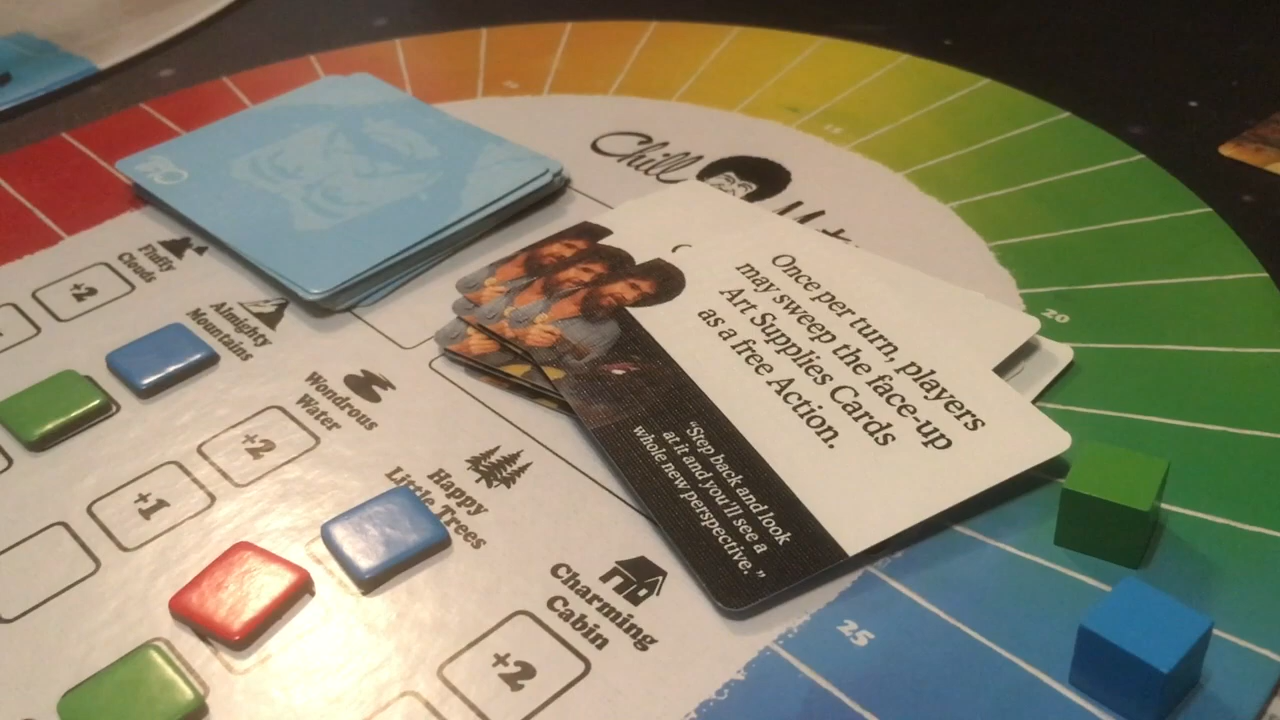 Chill
Once per turn, players
may sweep the face-up
Art Supplies Cards
as a free Action.
"Step back and look
at it and you'll see a
whole new perspective."
Fluffy
Clouds
+2
Almighty
Mountains
Wondrous
Water
+2
+1
Happy
Little Trees
Charming
Cabin
+2
15
20
25